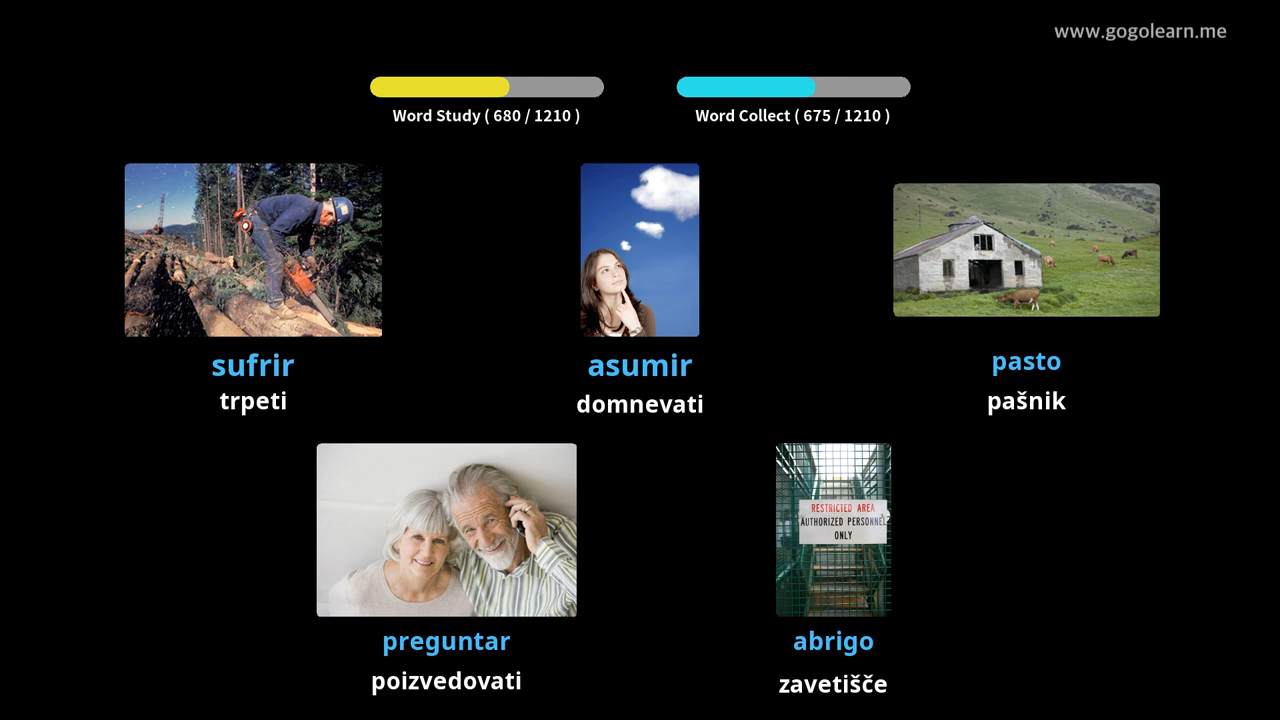 www.gogolearn.me
Word Study ( 680 / 1210 )
Word Collect ( 675 / 1210 )
sufrir
trpeti
asumir
domnevati
pasto
pašnik
RESTRICTED AREA
AUTHORIZED PERSONNEL
ONLY
preguntar
poizvedovati
abrigo
zavetišče